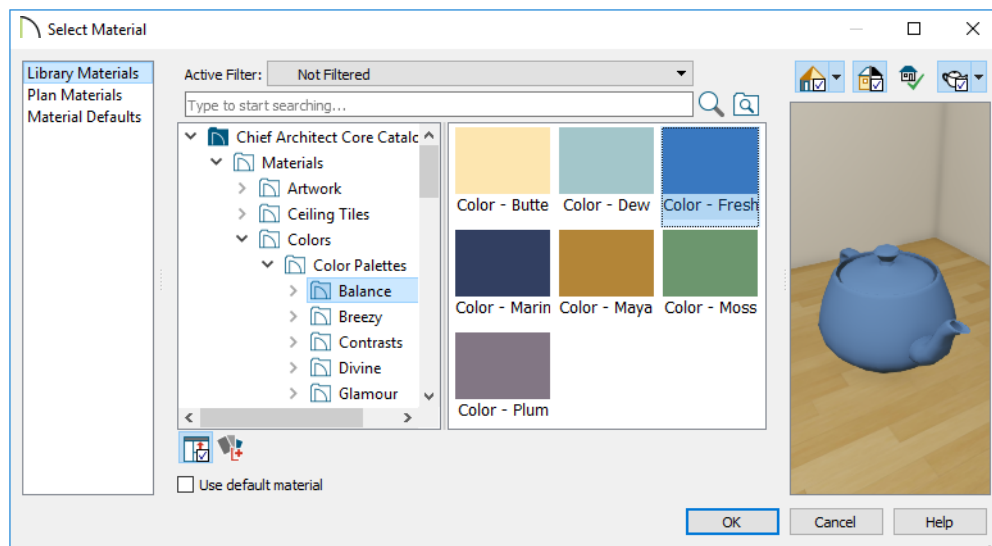 Select Material
Library Materials
Plan Materials
Material Defaults
Active Filter: Not Filtered
Type to start searching...
Chief Architect Core Catalc
Materials
Artwork
Ceiling Tiles
Colors
Color Palettes
Balance
Breezy
Contrasts
Divine
Glamour
Color - Butte Color - Dew Color - Fresh
Color - Marin Color - Maya Color - Moss
Color - Plum
Use default material
OK Cancel Help